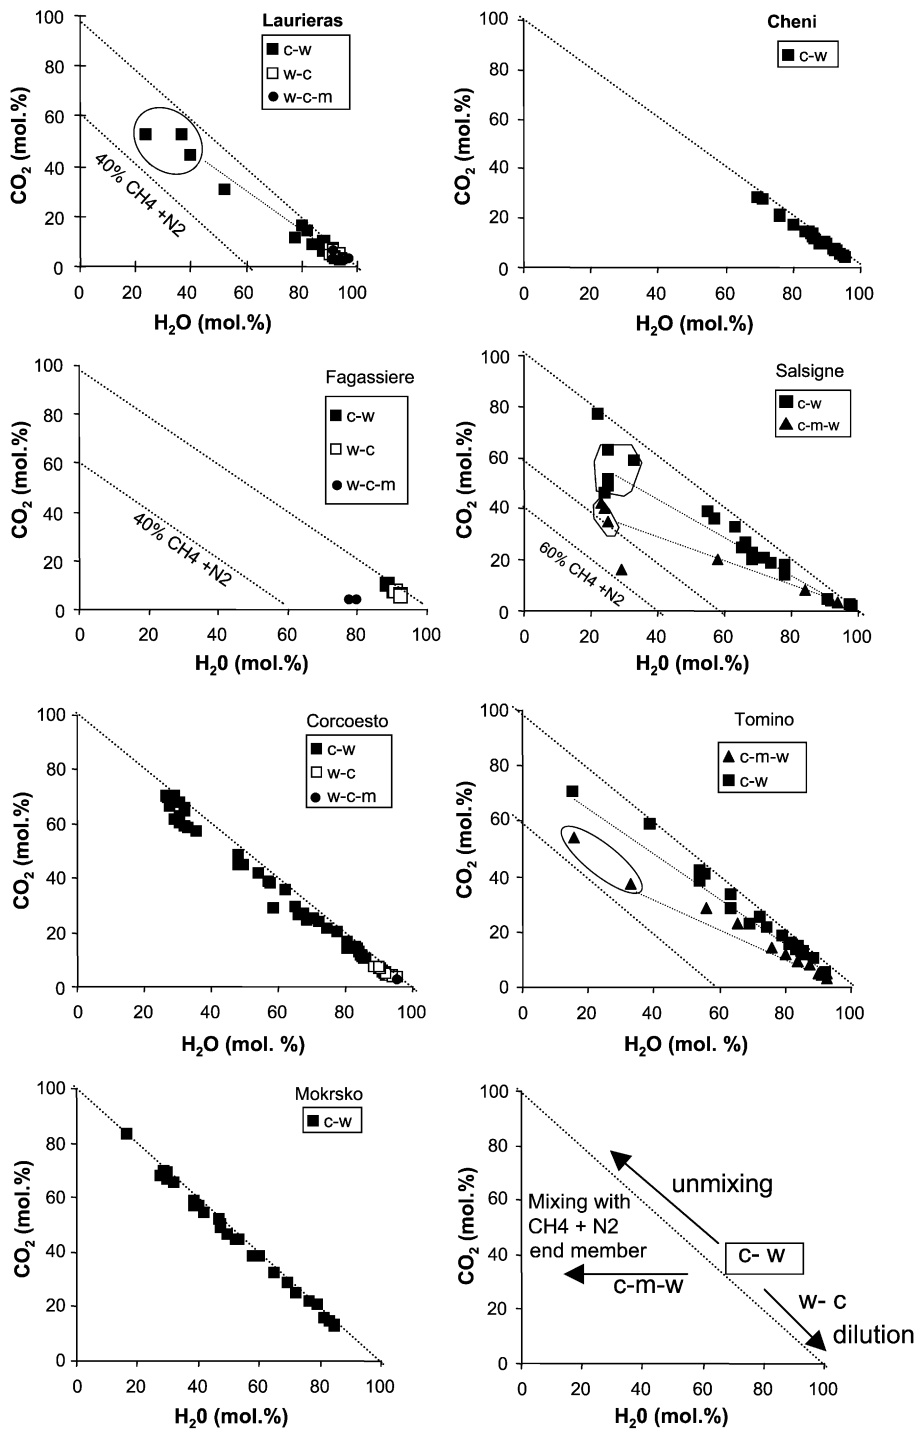 Laurieras
c-w
w-c
w-c-m
CO2 (mol.%)
100
80
60
40
20
0
40% CH4 +N2
0 20 40 60 80 100
H2O (mol.%)
Cheni
c-w
CO2 (mol.%)
100
80
60
40
20
0
0 20 40 60 80 100
H2O (mol.%)
Fagassiere
c-w
w-c
w-c-m
CO2 (mol.%)
100
80
60
40
20
0
40% CH4 +N2
0 20 40 60 80 100
H20 (mol.%)
Salsigne
c-w
c-m-w
CO2 (mol.%)
100
80
60
40
20
0
60% CH4 +N2
0 20 40 60 80 100
H20 (mol.%)
Corcoesto
c-w
w-c
w-c-m
CO2 (mol.%)
100
80
60
40
20
0
0 20 40 60 80 100
H2O (mol. %)
Tomino
c-m-w
c-w
CO2 (mol.%)
100
80
60
40
20
0
0 20 40 60 80 100
H2O (mol. %)
Mokrsko
c-w
CO2 (mol.%)
100
80
60
40
20
0
0 20 40 60 80 100
H20 (mol.%)
CO2 (mol.%)
100
80
60
40
20
0
unmixing
Mixing with
CH4 + N2
end member
c- w
c-m-w
w- c
dilution
0 20 40 60 80 100
H20 (mol.%)